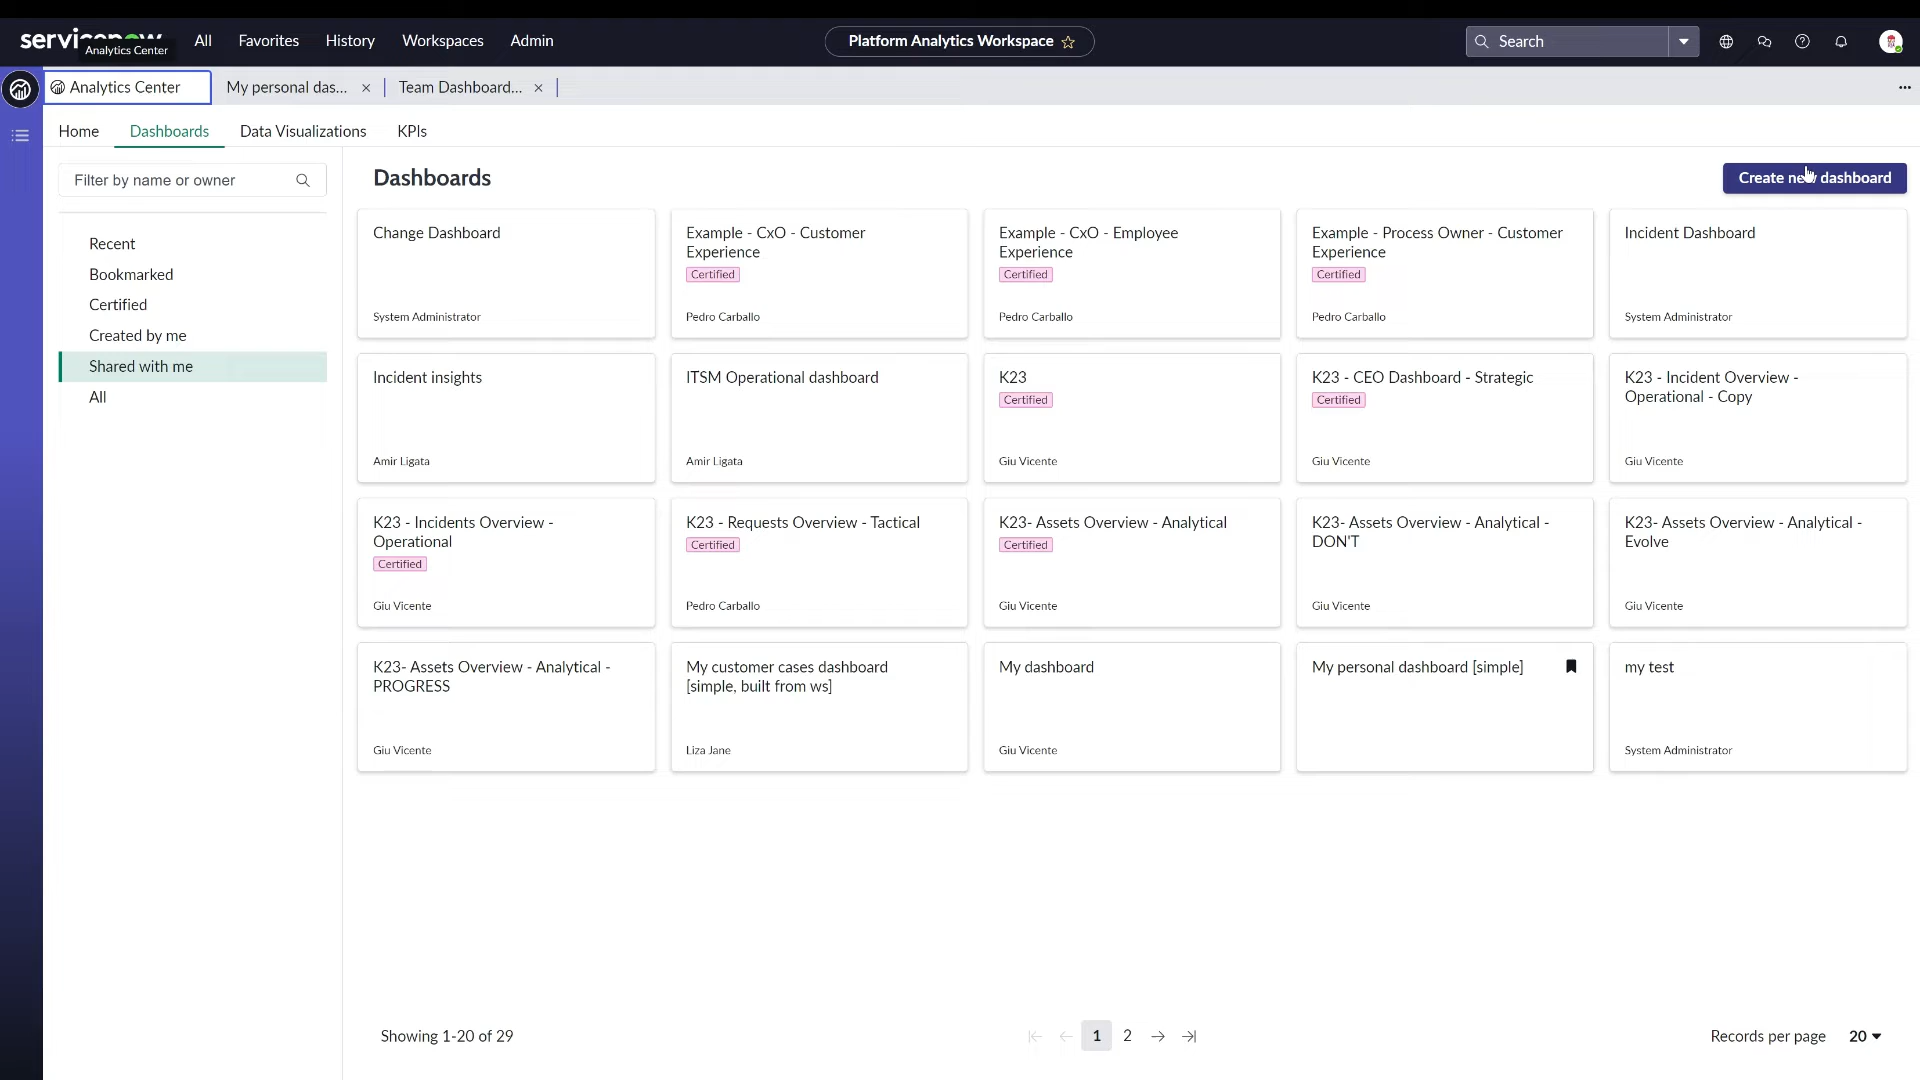 servicenow
Analytics Center
All
Favorites
History
Workspaces
Admin
Platform Analytics Workspace
Search
Analytics Center
My personal das...
Team Dashboard...
Home
Dashboards
Data Visualizations
KPIs
Filter by name or owner
Recent
Bookmarked
Certified
Created by me
Shared with me
All
Dashboards
Create new dashboard
Change Dashboard
System Administrator
Example - CxO - Customer
Experience
Certified
Pedro Carballo
Example - CxO - Employee
Experience
Certified
Pedro Carballo
Example - Process Owner - Customer
Experience
Certified
Pedro Carballo
Incident Dashboard
System Administrator
Incident insights
Amir Ligata
ITSM Operational dashboard
Amir Ligata
K23
Certified
Giu Vicente
K23 - CEO Dashboard - Strategic
Certified
Giu Vicente
K23 - Incident Overview -
Operational - Copy
Giu Vicente
K23 - Incidents Overview -
Operational
Certified
Giu Vicente
K23 - Requests Overview - Tactical
Certified
Pedro Carballo
K23- Assets Overview - Analytical
Certified
Giu Vicente
K23- Assets Overview - Analytical -
DON'T
Giu Vicente
K23- Assets Overview - Analytical -
Evolve
Giu Vicente
K23- Assets Overview - Analytical -
PROGRESS
Giu Vicente
My customer cases dashboard
[simple, built from ws]
Liza Jane
My dashboard
Giu Vicente
My personal dashboard [simple]
my test
System Administrator
Showing 1-20 of 29
1
2
Records per page
20